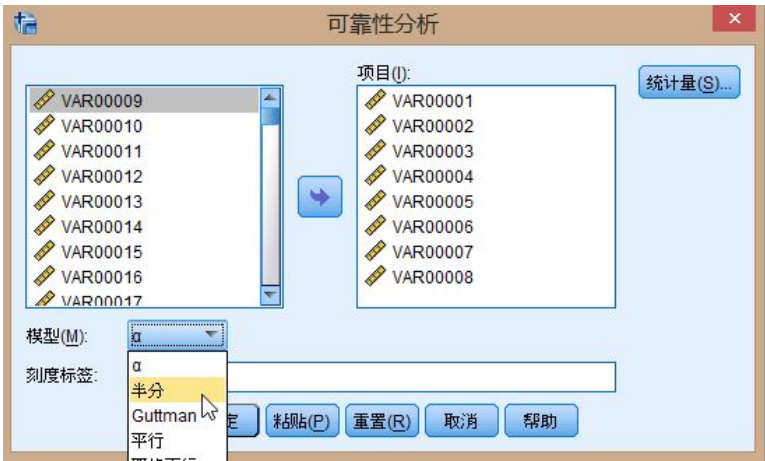 可靠性分析
项目(I):
统计量(S)...
VAR00009
VAR00010
VAR00011
VAR00012
VAR00013
VAR00014
VAR00015
VAR00016
VAR00017
VAR00001
VAR00002
VAR00003
VAR00004
VAR00005
VAR00006
VAR00007
VAR00008
模型(M):
α
刻度标签:
α
半分
Guttman
平行
定
粘贴(P)
重置(R)
取消
帮助